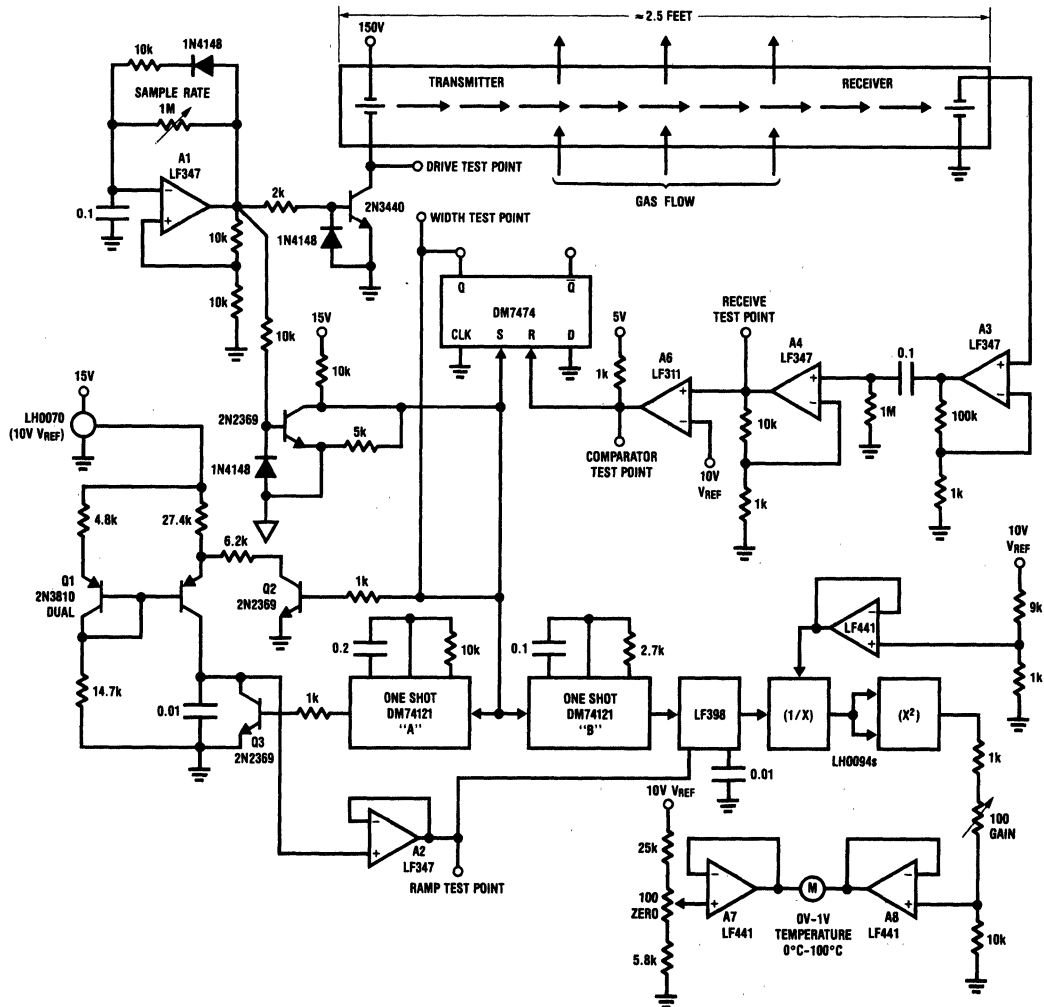 ≈ 2.5 FEET
150V
1N4148
10k
SAMPLE RATE
1M
TRANSMITTER
RECEIVER
A1
LF347
0.1
2k
DRIVE TEST POINT
2N3440
GAS FLOW
1N4148
10k
10k
WIDTH TEST POINT
Q
Q̅
DM7474
CLK
S
R
D
15V
10k
10k
2N2369
5k
1N4148
5V
1k
A6
LF311
COMPARATOR
TEST POINT
10V
VREF
RECEIVE
TEST POINT
A4
LF347
10k
1k
0.1
1M
A3
LF347
100k
1k
15V
LH0070
(10V VREF)
4.8k
27.4k
6.2k
Q1
2N3810
DUAL
Q2
2N2369
1k
14.7k
0.01
Q3
2N2369
1k
0.2
10k
ONE SHOT
DM74121
"A"
0.1
2.7k
ONE SHOT
DM74121
"B"
LF398
0.01
LF441
10V
VREF
9k
1k
(1/X)
(X²)
LH0094s
1k
100
GAIN
10k
A2
LF347
RAMP TEST POINT
10V VREF
25k
100
ZERO
5.8k
A7
LF441
M
0V–1V
TEMPERATURE
0°C–100°C
A8
LF441
-
+
-
+
+
-
+
-
+
-
-
+
-
+
-
+
-
+